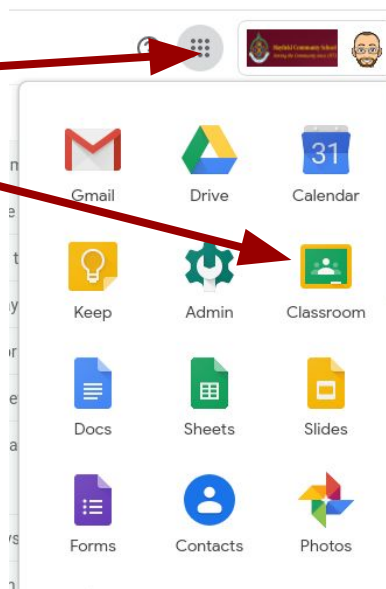 31
Gmail Drive Calendar
Keep Admin Classroom
Docs Sheets Slides
Forms Contacts Photos